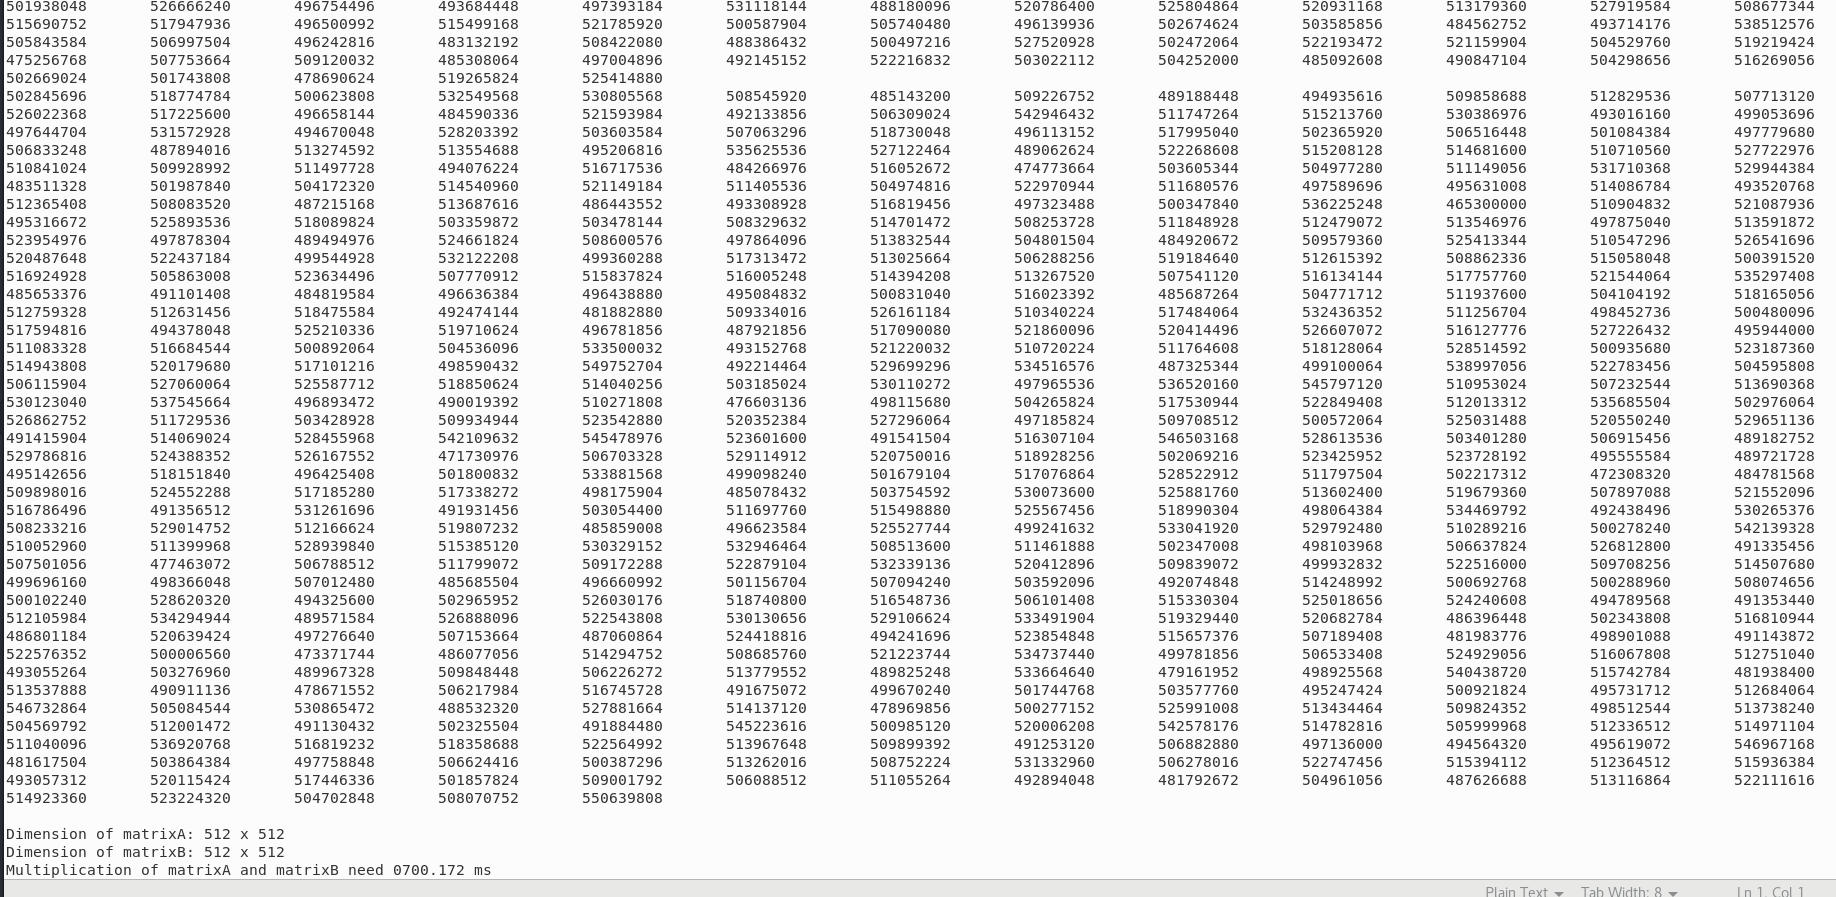 501938048 526666240 496754496 493684448 497393184 531118144 488180096 520786400 525804864 520931168 513179360 527919584 508677344
515690752 517947936 496500992 515499168 521785920 500587904 505740480 496139936 502674624 503585856 484562752 493714176 538512576
505843584 506997504 496242816 483132192 508422080 488386432 500497216 527520928 502472064 522193472 521159904 504529760 519219424
475256768 507753664 509120032 485308064 497004896 492145152 522216832 503022112 504252000 485092608 490847104 504298656 516269056
502669024 501743808 478690624 519265824 525414880
502845696 518774784 500623808 532549568 530805568 508545920 485143200 509226752 489188448 494935616 509858688 512829536 507713120
526022368 517225600 496658144 484590336 521593984 492133856 506309024 542946432 511747264 515213760 530386976 493016160 499053696
497644704 531572928 494670048 528203392 503603584 507063296 518730048 496113152 517995040 502365920 506516448 501084384 497779680
506833248 487894016 513274592 513554688 495206816 535625536 527122464 489062624 522268608 515208128 514681600 510710560 527722976
510841024 509928992 511497728 494076224 516717536 484266976 516052672 474773664 503605344 504977280 511149056 531710368 529944384
483511328 501987840 504172320 514540960 521149184 511405536 504974816 522970944 511680576 497589696 495631008 514086784 493520768
512365408 508083520 487215168 513687616 486443552 493308928 516819456 497323488 500347840 536225248 465300000 510904832 521087936
495316672 525893536 518089824 503359872 503478144 508329632 514701472 508253728 511848928 512479072 513546976 497875040 513591872
523954976 497878304 489494976 524661824 508600576 497864096 513832544 504801504 484920672 509579360 525413344 510547296 526541696
520487648 522437184 499544928 532122208 499360288 517313472 513025664 506288256 519184640 512615392 508862336 515058048 500391520
516924928 505863008 523634496 507770912 515837824 516005248 514394208 513267520 507541120 516134144 517757760 521544064 535297408
485653376 491101408 484819584 496636384 496438880 495084832 500831040 516023392 485687264 504771712 511937600 504104192 518165056
512759328 512631456 518475584 492474144 481882880 509334016 526161184 510340224 517484064 532436352 511256704 498452736 500480096
517594816 494378048 525210336 519710624 496781856 487921856 517090080 521860096 520414496 526607072 516127776 527226432 495944000
511083328 516684544 500892064 504536096 533500032 493152768 521220032 510720224 511764608 518128064 528514592 500935680 523187360
514943808 520179680 517101216 498590432 549752704 492214464 529699296 534516576 487325344 499100064 538997056 522783456 504595808
506115904 527060064 525587712 518850624 514040256 503185024 530110272 497965536 536520160 545797120 510953024 507232544 513690368
530123040 537545664 496893472 490019392 510271808 476603136 498115680 504265824 517530944 522849408 512013312 535685504 502976064
526862752 511729536 503428928 509934944 523542880 520352384 527296064 497185824 509708512 500572064 525031488 520550240 529651136
491415904 514069024 528455968 542109632 545478976 523601600 491541504 516307104 546503168 528613536 503401280 506915456 489182752
529786816 524388352 526167552 471730976 506703328 529114912 520750016 518928256 502069216 523425952 523728192 495555584 489721728
495142656 518151840 496425408 501800832 533881568 499098240 501679104 517076864 528522912 511797504 502217312 472308320 484781568
509898016 524552288 517185280 517338272 498175904 485078432 503754592 530073600 525881760 513602400 519679360 507897088 521552096
516786496 491356512 531261696 491931456 503054400 511697760 515498880 525567456 518990304 498064384 534469792 492438496 530265376
508233216 529014752 512166624 519807232 485859008 496623584 525527744 499241632 533041920 529792480 510289216 500278240 542139328
510052960 511399968 528939840 515385120 530329152 532946464 508513600 511461888 502347008 498103968 506637824 526812800 491335456
507501056 477463072 506788512 511799072 509172288 522879104 532339136 520412896 509839072 499932832 522516000 509708256 514507680
499696160 498366048 507012480 485685504 496660992 501156704 507094240 503592096 492074848 514248992 500692768 500288960 508074656
500102240 528620320 494325600 502965952 526030176 518740800 516548736 506101408 515330304 525018656 524240608 494789568 491353440
512105984 534294944 489571584 526888096 522543808 530130656 529106624 533491904 519329440 520682784 486396448 502343808 516810944
486801184 520639424 497276640 507153664 487060864 524418816 494241696 523854848 515657376 507189408 481983776 498901088 491143872
522576352 500006560 473371744 486077056 514294752 508685760 521223744 534737440 499781856 506533408 524929056 516067808 512751040
493055264 503276960 489967328 509848448 506226272 513779552 489825248 533664640 479161952 498925568 540438720 515742784 481938400
513537888 490911136 478671552 506217984 516745728 491675072 499670240 501744768 503577760 495247424 500921824 495731712 512684064
546732864 505084544 530865472 488532320 527881664 514137120 478969856 500277152 525991008 513434464 509824352 498512544 513738240
504569792 512001472 491130432 502325504 491884480 545223616 500985120 520006208 542578176 514782816 505999968 512336512 514971104
511040096 536920768 516819232 518358688 522564992 513967648 509899392 491253120 506882880 497136000 494564320 495619072 546967168
481617504 503864384 497758848 506624416 500387296 513262016 508752224 531332960 506278016 522747456 515394112 512364512 515936384
493057312 520115424 517446336 501857824 509001792 506088512 511055264 492894048 481792672 504961056 487626688 513116864 522111616
514923360 523224320 504702848 508070752 550639808
Dimension of matrixA: 512 x 512
Dimension of matrixB: 512 x 512
Multiplication of matrixA and matrixB need 0700.172 ms
Plain Text Tab Width: 8 Ln 1, Col 1